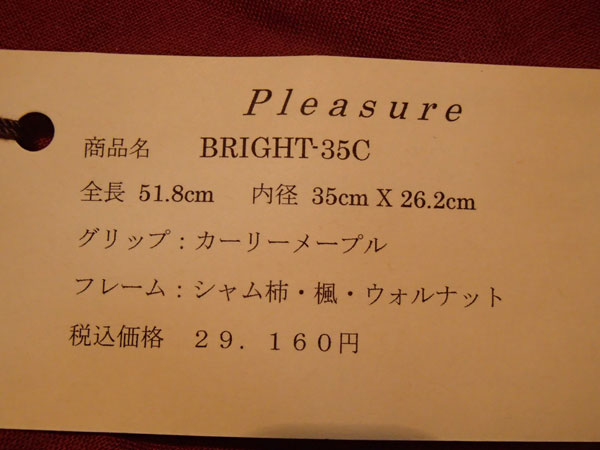 Pleasure
商品名 BRIGHT-35C
全長 51.8cm 内径 35cm X 26.2cm
グリップ：カーリーメープル
フレーム：シャム柿・楓・ウォルナット
税込価格 ２９．１６０円